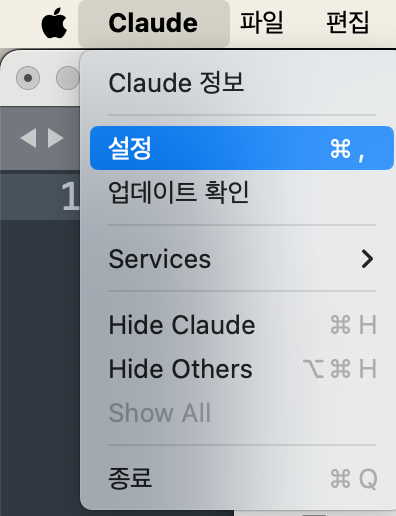 Claude 파일 편집
Claude 정보
설정 ⌘ ,
1
업데이트 확인
Services
Hide Claude ⌘ H
Hide Others ⌥ ⌘ H
Show All
종료 ⌘ Q